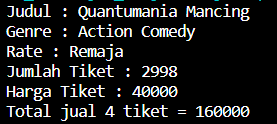 Judul : Quantumania Mancing
Genre : Action Comedy
Rate : Remaja
Jumlah Tiket : 2998
Harga Tiket : 40000
Total jual 4 tiket = 160000